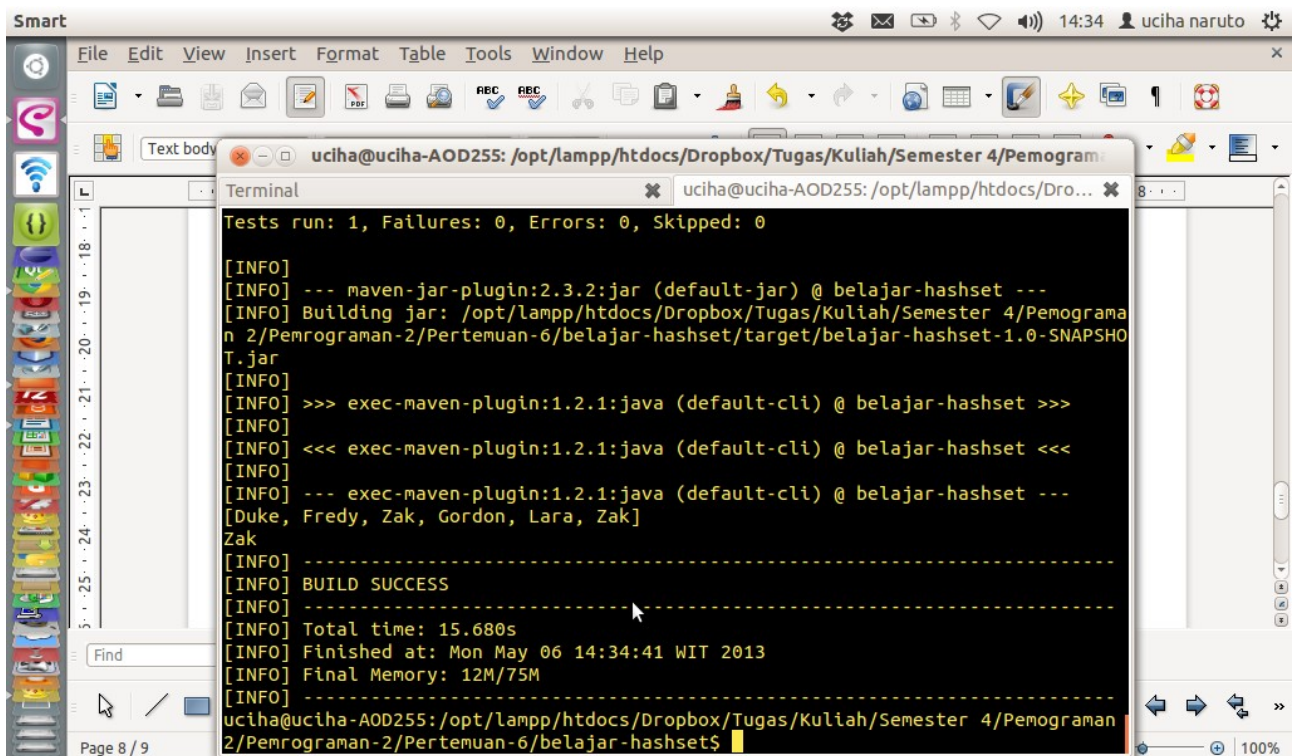 Smart
14:34 uciha naruto
File Edit View Insert Format Table Tools Window Help
Text body
uciha@uciha-AOD255: /opt/lampp/htdocs/Dropbox/Tugas/Kuliah/Semester 4/Pemogram
Terminal
uciha@uciha-AOD255: /opt/lampp/htdocs/Dro...
Tests run: 1, Failures: 0, Errors: 0, Skipped: 0
[INFO]
[INFO] --- maven-jar-plugin:2.3.2:jar (default-jar) @ belajar-hashset ---
[INFO] Building jar: /opt/lampp/htdocs/Dropbox/Tugas/Kuliah/Semester 4/Pemograma
n 2/Pemrograman-2/Pertemuan-6/belajar-hashset/target/belajar-hashset-1.0-SNAPSHO
T.jar
[INFO]
[INFO] >>> exec-maven-plugin:1.2.1:java (default-cli) @ belajar-hashset >>>
[INFO]
[INFO] <<< exec-maven-plugin:1.2.1:java (default-cli) @ belajar-hashset <<<
[INFO]
[INFO] --- exec-maven-plugin:1.2.1:java (default-cli) @ belajar-hashset ---
[Duke, Fredy, Zak, Gordon, Lara, Zak]
Zak
[INFO] ------------------------------------------------------------------------
[INFO] BUILD SUCCESS
[INFO] ------------------------------------------------------------------------
[INFO] Total time: 15.680s
[INFO] Finished at: Mon May 06 14:34:41 WIT 2013
[INFO] Final Memory: 12M/75M
[INFO] ------------------------------------------------------------------------
uciha@uciha-AOD255:/opt/lampp/htdocs/Dropbox/Tugas/Kuliah/Semester 4/Pemograman
2/Pemrograman-2/Pertemuan-6/belajar-hashset$
18 19 20 21 22 23 24 25
Find
Page 8 / 9
100%